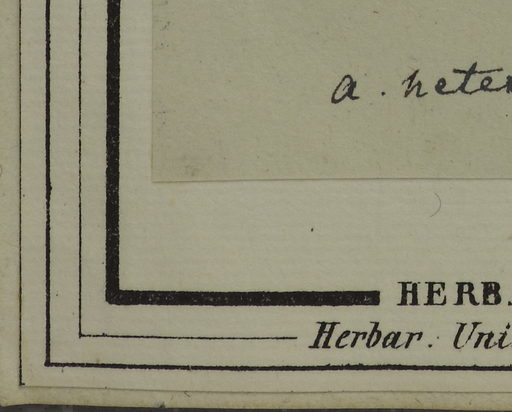 a. heter
HERB.
Herbar. Uni